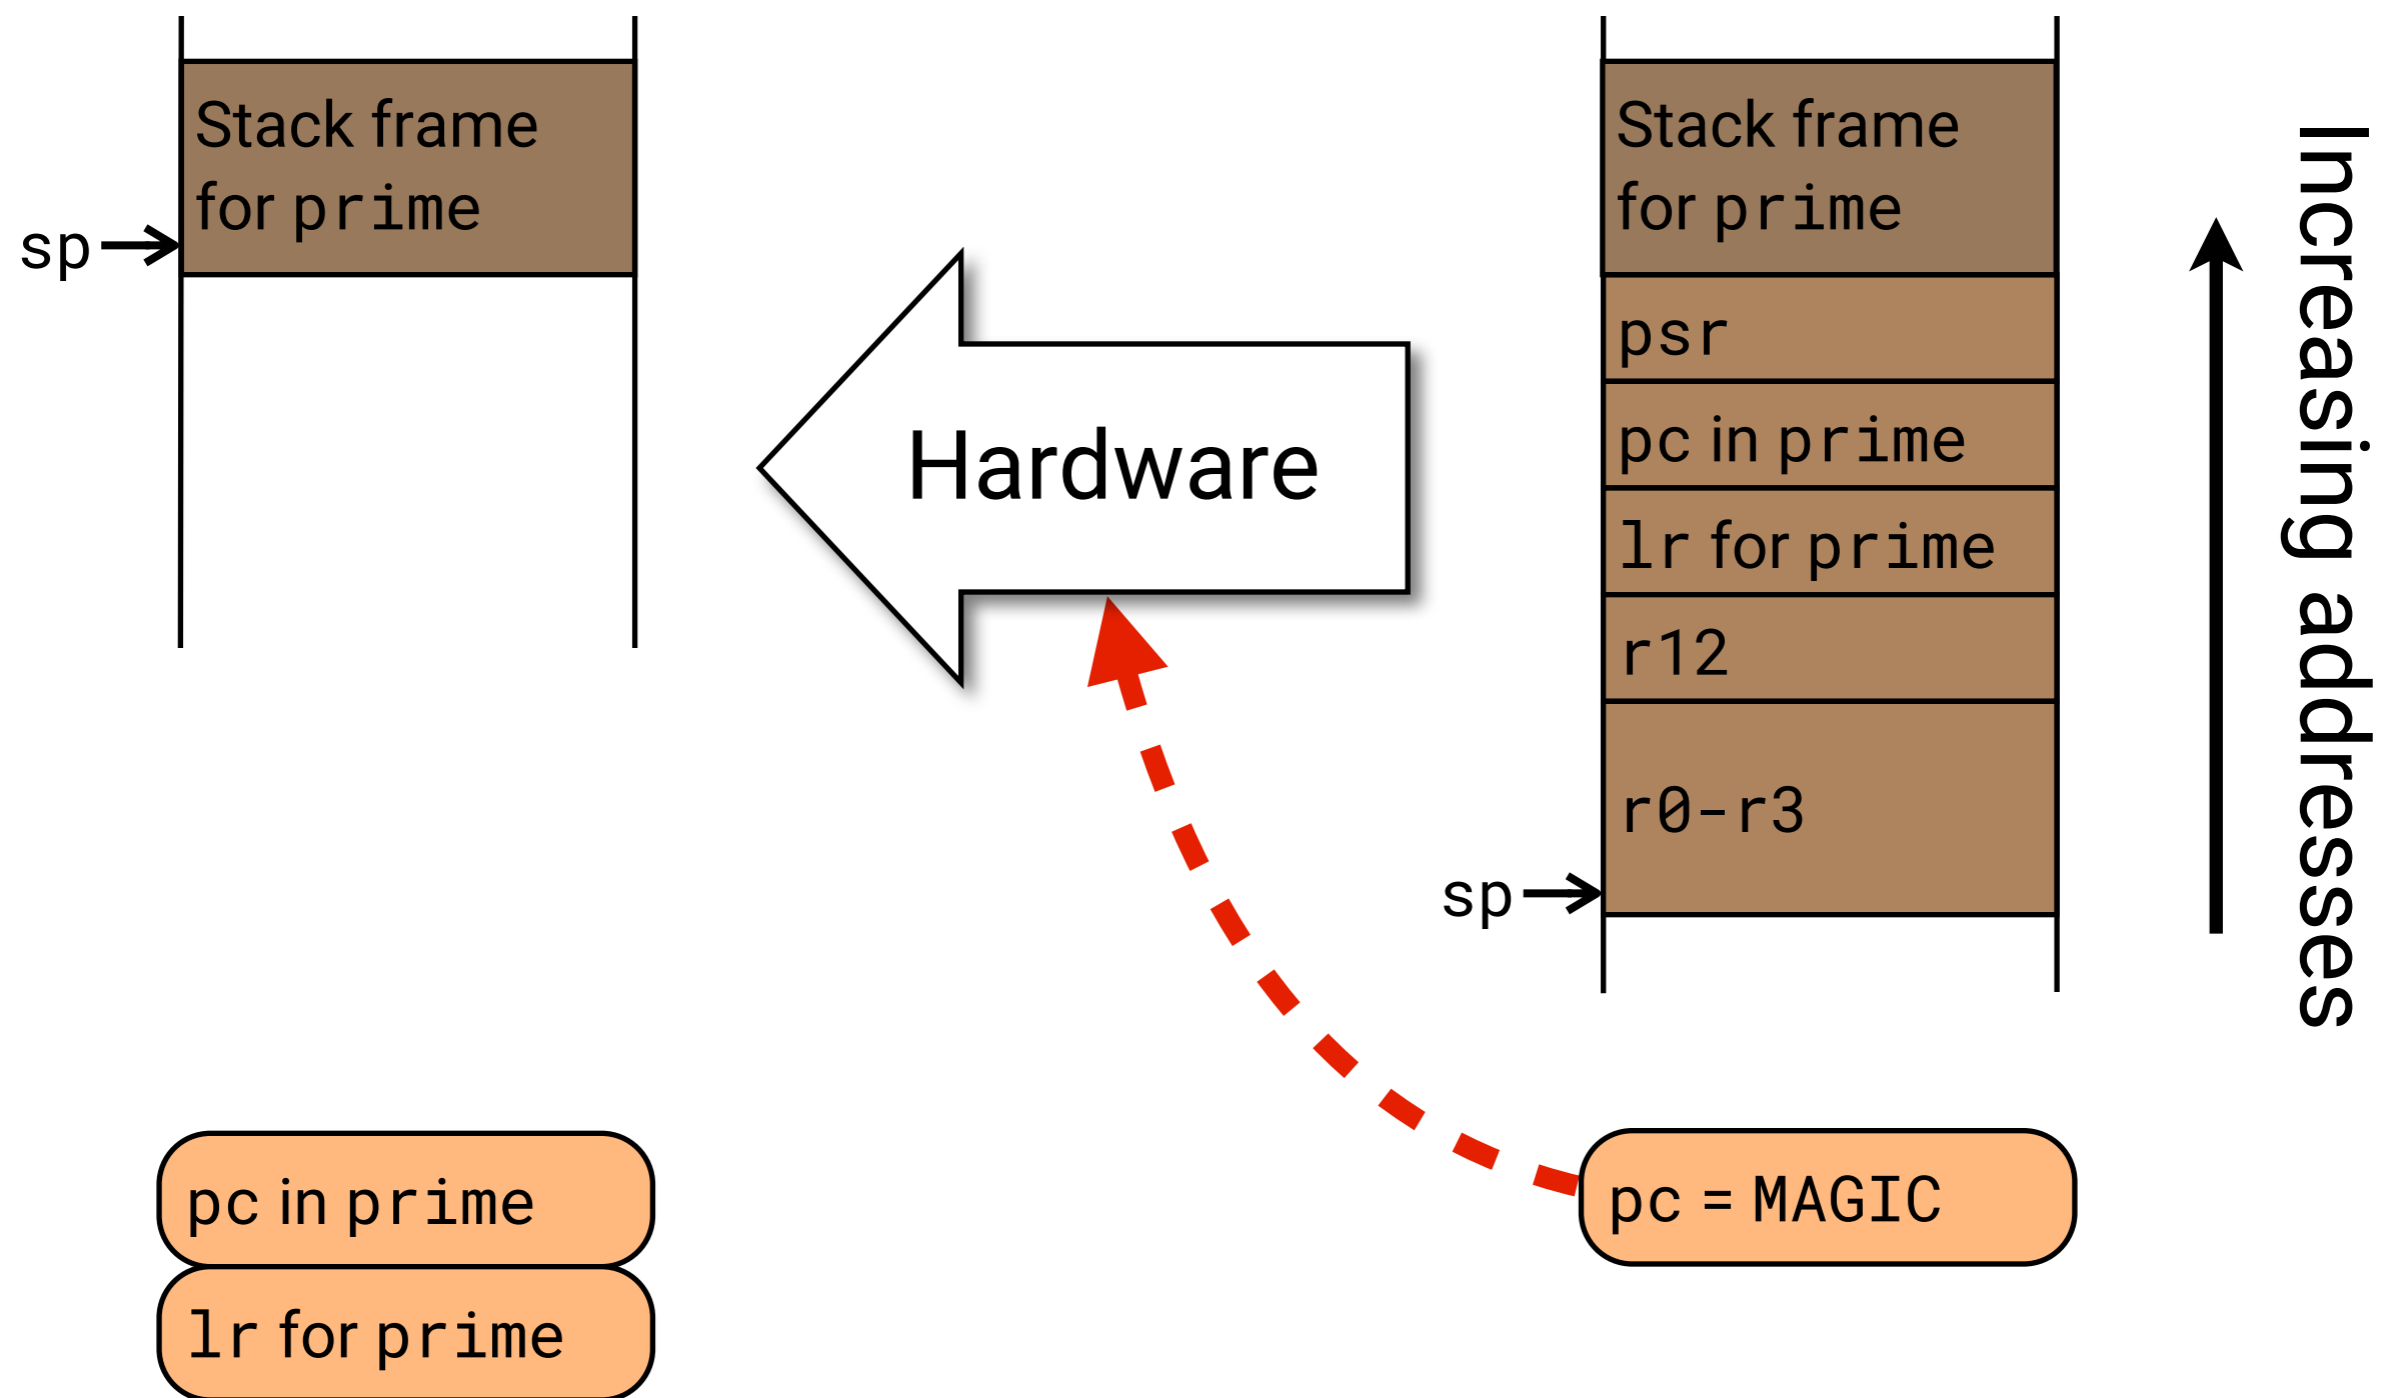 Stack frame
for prime
sp
Hardware
Stack frame
for prime
psr
pc in prime
lr for prime
r12
r0-r3
sp
Increasing addresses
pc in prime
lr for prime
pc = MAGIC